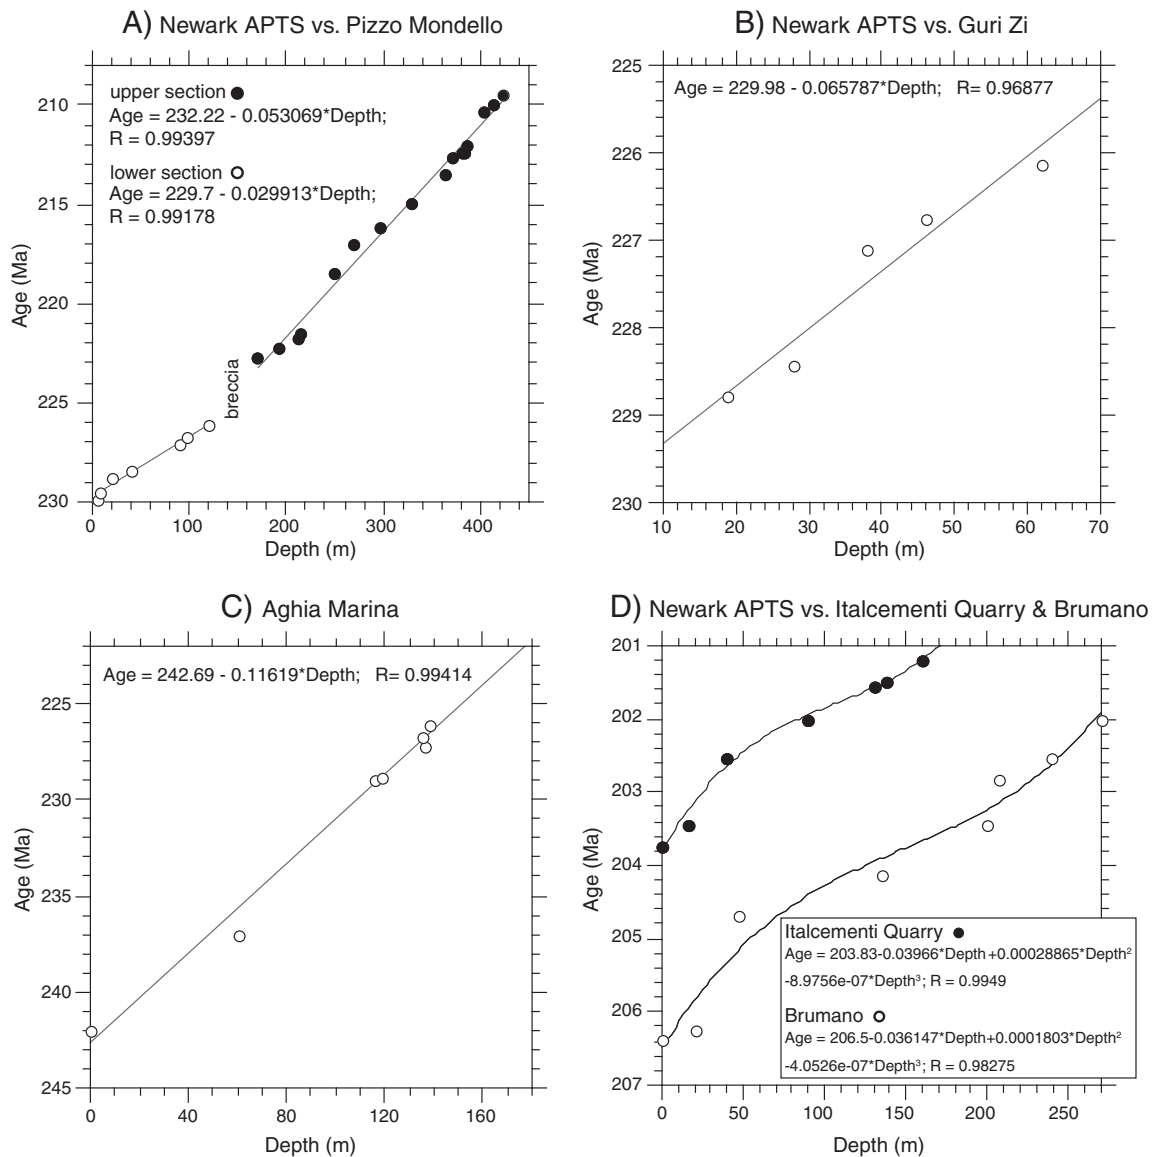 A) Newark APTS vs. Pizzo Mondello
upper section
Age = 232.22 - 0.053069*Depth;
R = 0.99397
lower section
Age = 229.7 - 0.029913*Depth;
R = 0.99178
breccia
Age (Ma)
210
215
220
225
230
0 100 200 300 400
Depth (m)
B) Newark APTS vs. Guri Zi
Age = 229.98 - 0.065787*Depth; R= 0.96877
Age (Ma)
225
226
227
228
229
230
10 20 30 40 50 60 70
Depth (m)
C) Aghia Marina
Age = 242.69 - 0.11619*Depth; R= 0.99414
Age (Ma)
225
230
235
240
245
0 40 80 120 160
Depth (m)
D) Newark APTS vs. Italcementi Quarry & Brumano
Age (Ma)
201
202
203
204
205
206
207
Italcementi Quarry
Age = 203.83-0.03966*Depth+0.00028865*Depth²
-8.9756e-07*Depth³; R = 0.9949
Brumano
Age = 206.5-0.036147*Depth+0.0001803*Depth²
-4.0526e-07*Depth³; R = 0.98275
0 50 100 150 200 250
Depth (m)